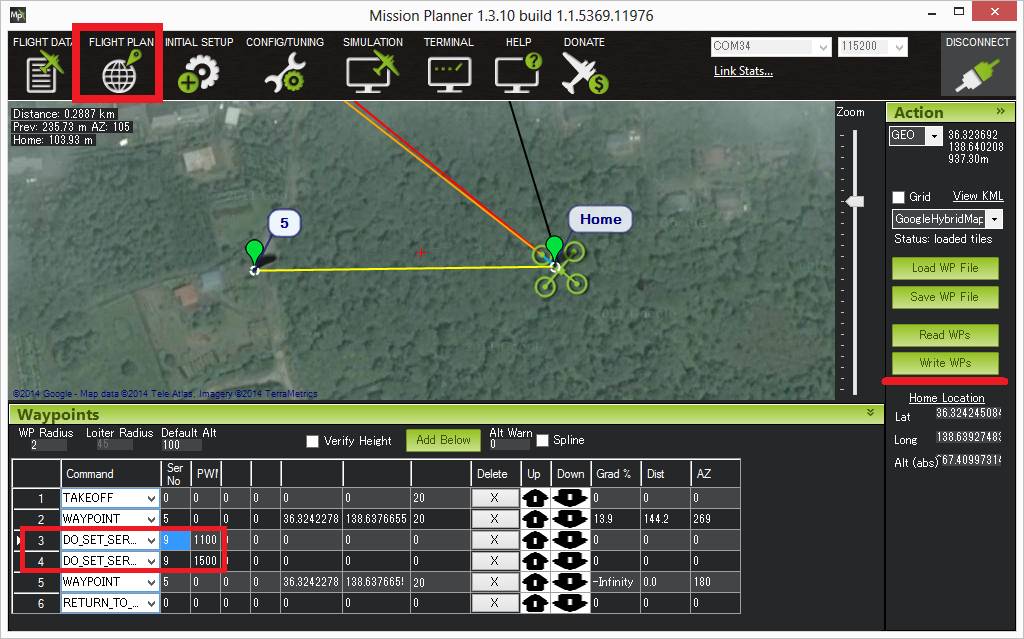 Mp
Mission Planner 1.3.10 build 1.1.5369.11976
FLIGHT DATA FLIGHT PLAN INITIAL SETUP CONFIG/TUNING SIMULATION TERMINAL HELP DONATE COM34 115200 DISCONNECT
Link Stats...
Distance: 0.2887 km
Prev: 235.73 m AZ: 105
Home: 103.93 m
5
Home
©2014 Google - Map data ©2014 Tele Atlas, Imagery ©2014 TerraMetrics
Zoom
Action »
GEO 36.323692
138.640208
937.30m
Grid View KML
GoogleHybridMap
Status: loaded tiles
Load WP File
Save WP File
Read WPs
Write WPs
Home Location
Lat 36.324245084
Long 138.63927483
Alt (abs) 67.40997314
Waypoints
WP Radius Loiter Radius Default Alt Alt Warn
2 45 100 Verify Height Add Below 0 Spline
Command Ser No PWM Delete Up Down Grad % Dist AZ
1 TAKEOFF 0 0 0 0 0 0 20 X 0 0 0
2 WAYPOINT 5 0 0 0 36.3242278 138.6376655 20 X 13.9 144.2 269
3 DO_SET_SER... 9 1100 0 0 0 0 0 X 0 0 0
4 DO_SET_SER... 9 1500 0 0 0 0 0 X 0 0 0
5 WAYPOINT 5 0 0 0 36.3242278 138.6376655 20 X -Infinity 0.0 180
6 RETURN_TO_... 0 0 0 0 0 0 0 X 0 0 0